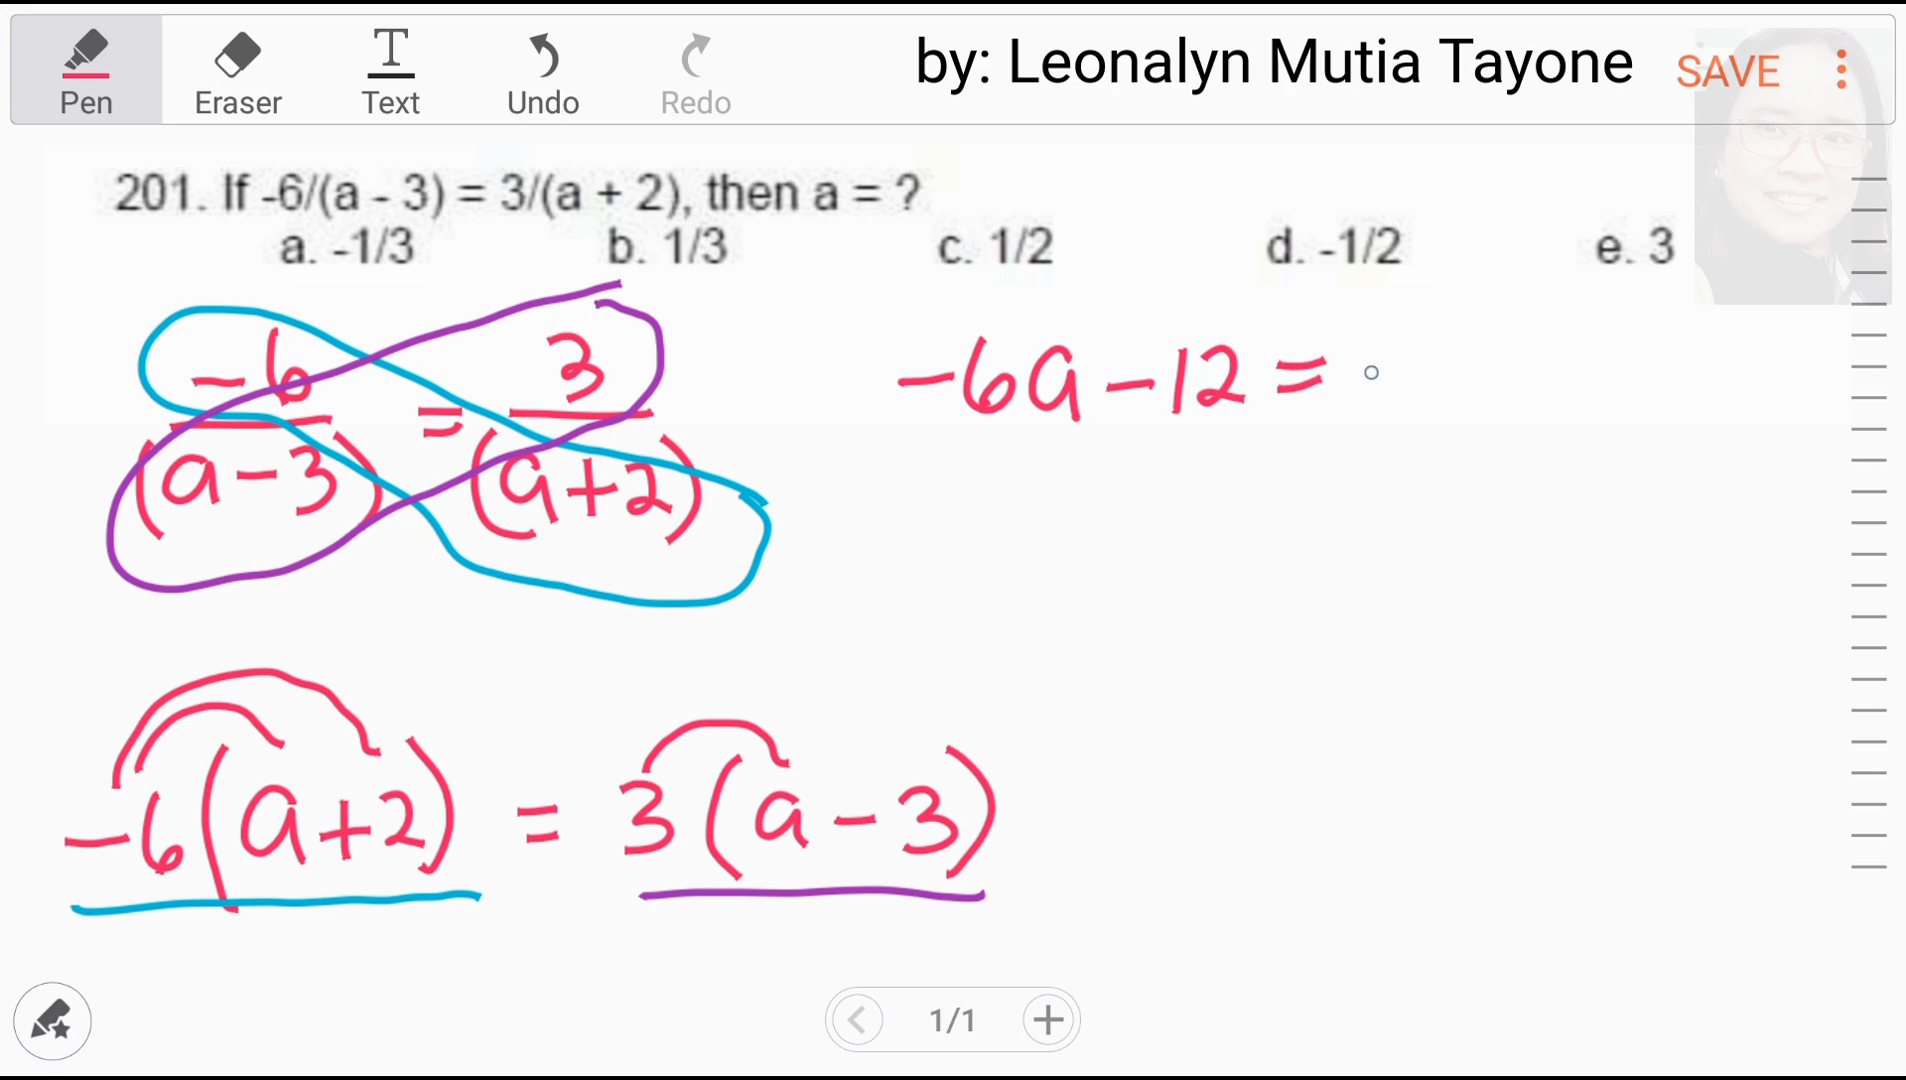 Pen Eraser Text Undo Redo by: Leonalyn Mutia Tayone SAVE
201. If -6/(a - 3) = 3/(a + 2), then a = ?
a. -1/3 b. 1/3 c. 1/2 d. -1/2 e. 3
-6/(a-3) = 3/(a+2)
-6a-12=
-6(a+2) = 3(a-3)
1/1